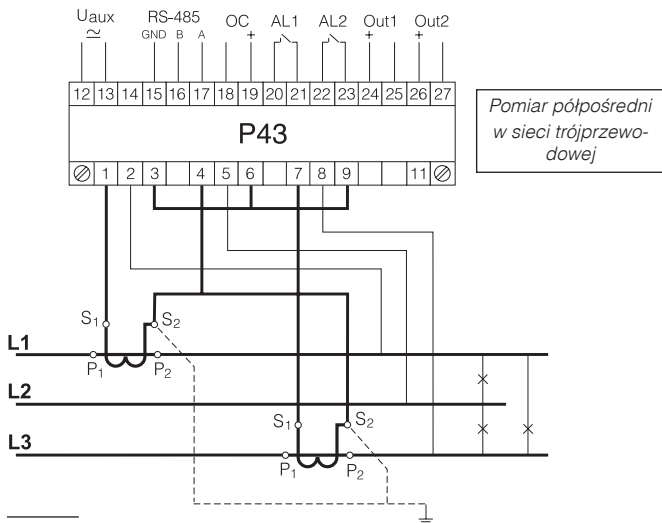 Uaux RS-485 OC AL1 AL2 Out1 Out2
≂ GND B A + + +
12 13 14 15 16 17 18 19 20 21 22 23 24 25 26 27
P43
Pomiar półpośredni
w sieci trójprzewo-
dowej
1 2 3 4 5 6 7 8 9 11
S1 S2
L1
P1 P2
L2
S1 S2
L3
P1 P2